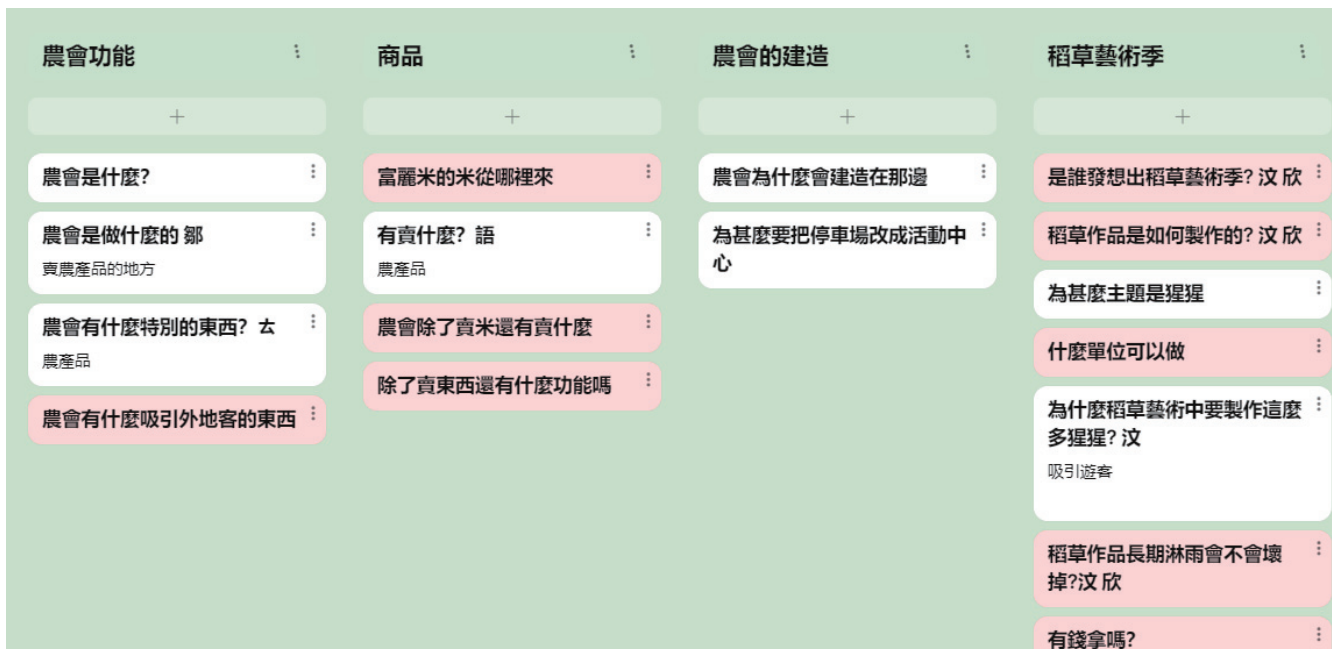 農會功能
農會是什麼?
農會是做什麼的 鄒
賣農產品的地方
農會有什麼特別的東西? ㄊ
農產品
農會有什麼吸引外地客的東西
商品
富麗米的米從哪裡來
有賣什麼? 語
農產品
農會除了賣米還有賣什麼
除了賣東西還有什麼功能嗎
農會的建造
農會為什麼會建造在那邊
為甚麼要把停車場改成活動中
心
稻草藝術季
是誰發想出稻草藝術季? 汶 欣
稻草作品是如何製作的? 汶 欣
為甚麼主題是猩猩
什麼單位可以做
為什麼稻草藝術中要製作這麼
多猩猩? 汶
吸引遊客
稻草作品長期淋雨會不會壞
掉?汶 欣
有錢拿嗎?